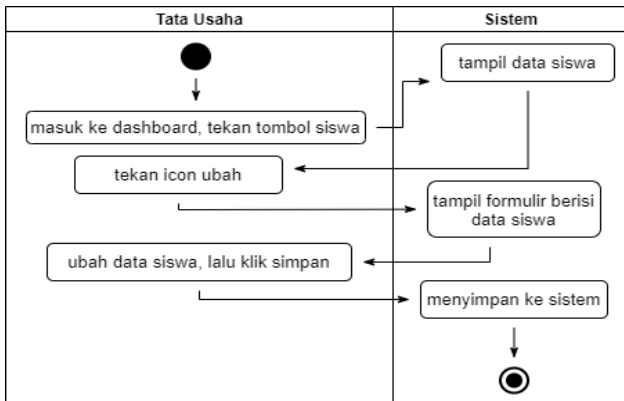 Tata Usaha
Sistem
tampil data siswa
masuk ke dashboard, tekan tombol siswa
tekan icon ubah
tampil formulir berisi
data siswa
ubah data siswa, lalu klik simpan
menyimpan ke sistem